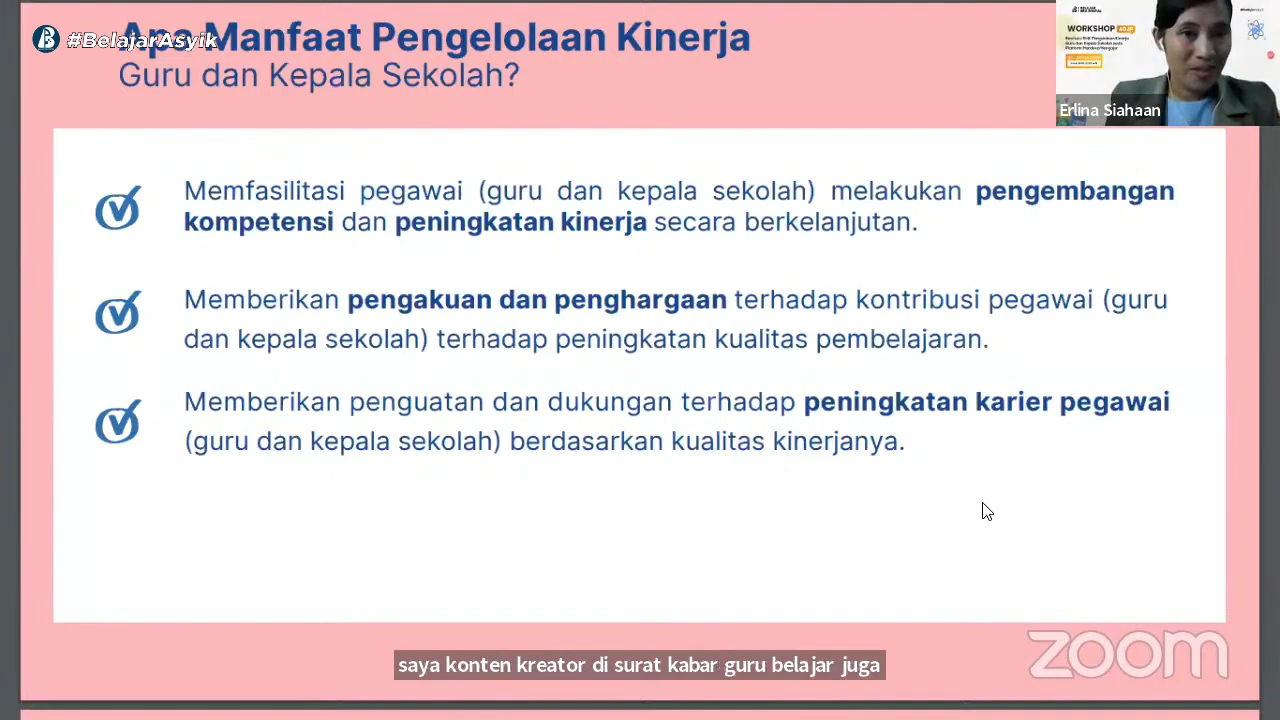 #BelajarAsyik
Apa Manfaat Pengelolaan Kinerja
Guru dan Kepala Sekolah?
WORKSHOP
Erlina Siahaan
Memfasilitasi pegawai (guru dan kepala sekolah) melakukan pengembangan
kompetensi dan peningkatan kinerja secara berkelanjutan.
Memberikan pengakuan dan penghargaan terhadap kontribusi pegawai (guru
dan kepala sekolah) terhadap peningkatan kualitas pembelajaran.
Memberikan penguatan dan dukungan terhadap peningkatan karier pegawai
(guru dan kepala sekolah) berdasarkan kualitas kinerjanya.
saya konten kreator di surat kabar guru belajar juga
zoom